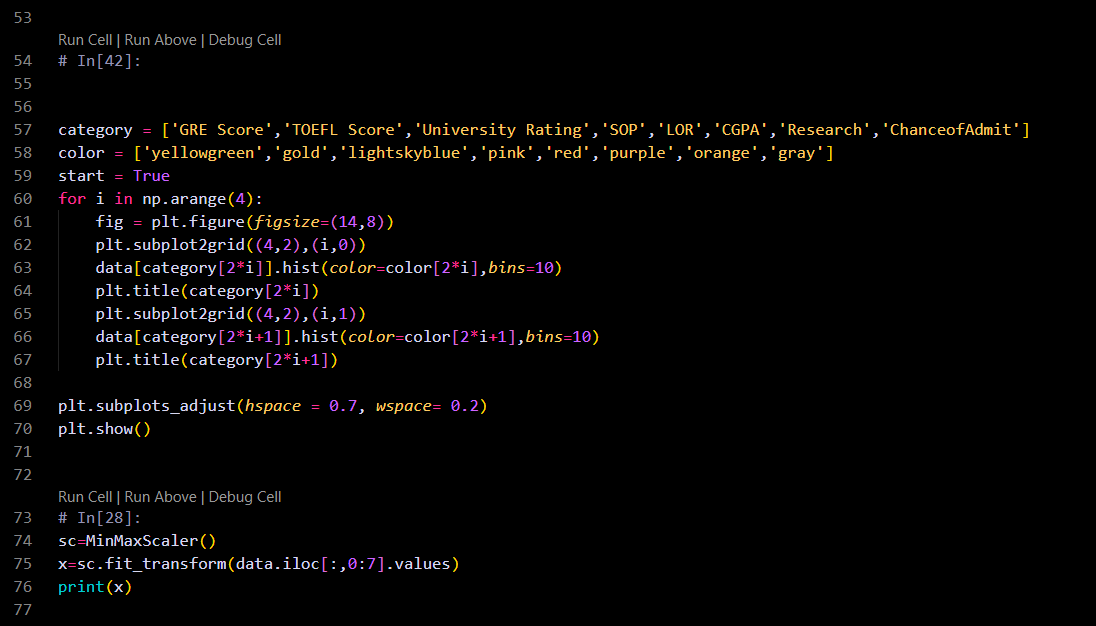 53
Run Cell | Run Above | Debug Cell
54 # In[42]:
55
56
57 category = ['GRE Score','TOEFL Score','University Rating','SOP','LOR','CGPA','Research','ChanceofAdmit']
58 color = ['yellowgreen','gold','lightskyblue','pink','red','purple','orange','gray']
59 start = True
60 for i in np.arange(4):
61     fig = plt.figure(figsize=(14,8))
62     plt.subplot2grid((4,2),(i,0))
63     data[category[2*i]].hist(color=color[2*i],bins=10)
64     plt.title(category[2*i])
65     plt.subplot2grid((4,2),(i,1))
66     data[category[2*i+1]].hist(color=color[2*i+1],bins=10)
67     plt.title(category[2*i+1])
68
69 plt.subplots_adjust(hspace = 0.7, wspace= 0.2)
70 plt.show()
71
72
Run Cell | Run Above | Debug Cell
73 # In[28]:
74 sc=MinMaxScaler()
75 x=sc.fit_transform(data.iloc[:,0:7].values)
76 print(x)
77